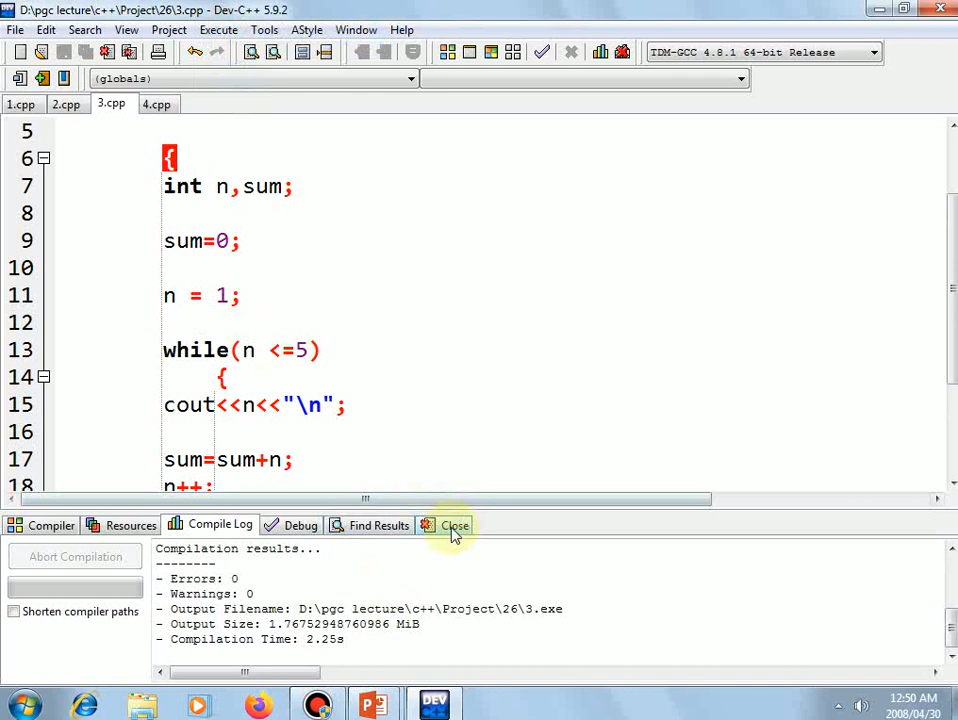 D:\pgc lecture\c++\Project\26\3.cpp - Dev-C++ 5.9.2
File Edit Search View Project Execute Tools AStyle Window Help
TDM-GCC 4.8.1 64-bit Release
(globals)
1.cpp 2.cpp 3.cpp 4.cpp
5
6 {
7 int n,sum;
8
9 sum=0;
10
11 n = 1;
12
13 while(n <=5)
14 {
15 cout<<n<<"\n";
16
17 sum=sum+n;
18 n++;
Compiler Resources Compile Log Debug Find Results Close
Abort Compilation
Shorten compiler paths
Compilation results...
--------
- Errors: 0
- Warnings: 0
- Output Filename: D:\pgc lecture\c++\Project\26\3.exe
- Output Size: 1.76752948760986 MiB
- Compilation Time: 2.25s
DEV
12:50 AM
2008/04/30